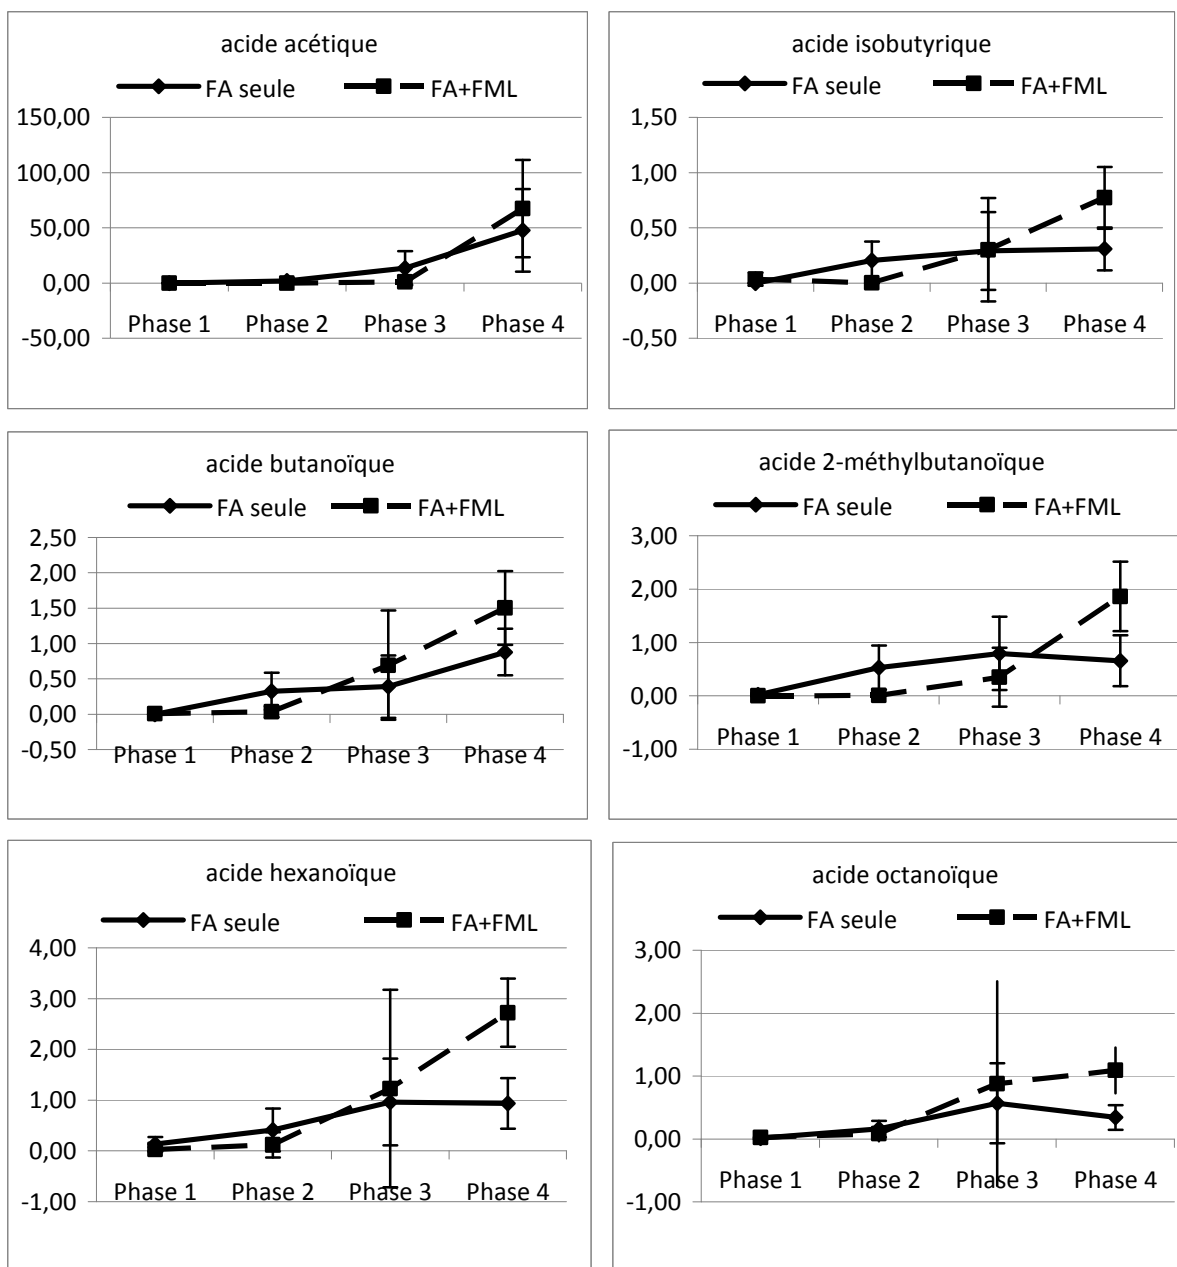 acide acétique
FA seule FA+FML
150,00
100,00
50,00
0,00
-50,00
Phase 1 Phase 2 Phase 3 Phase 4
acide isobutyrique
FA seule FA+FML
1,50
1,00
0,50
0,00
-0,50
Phase 1 Phase 2 Phase 3 Phase 4
acide butanoïque
FA seule FA+FML
2,50
2,00
1,50
1,00
0,50
0,00
-0,50
Phase 1 Phase 2 Phase 3 Phase 4
acide 2-méthylbutanoïque
FA seule FA+FML
3,00
2,00
1,00
0,00
-1,00
Phase 1 Phase 2 Phase 3 Phase 4
acide hexanoïque
FA seule FA+FML
4,00
3,00
2,00
1,00
0,00
-1,00
Phase 1 Phase 2 Phase 3 Phase 4
acide octanoïque
FA seule FA+FML
3,00
2,00
1,00
0,00
-1,00
Phase 1 Phase 2 Phase 3 Phase 4